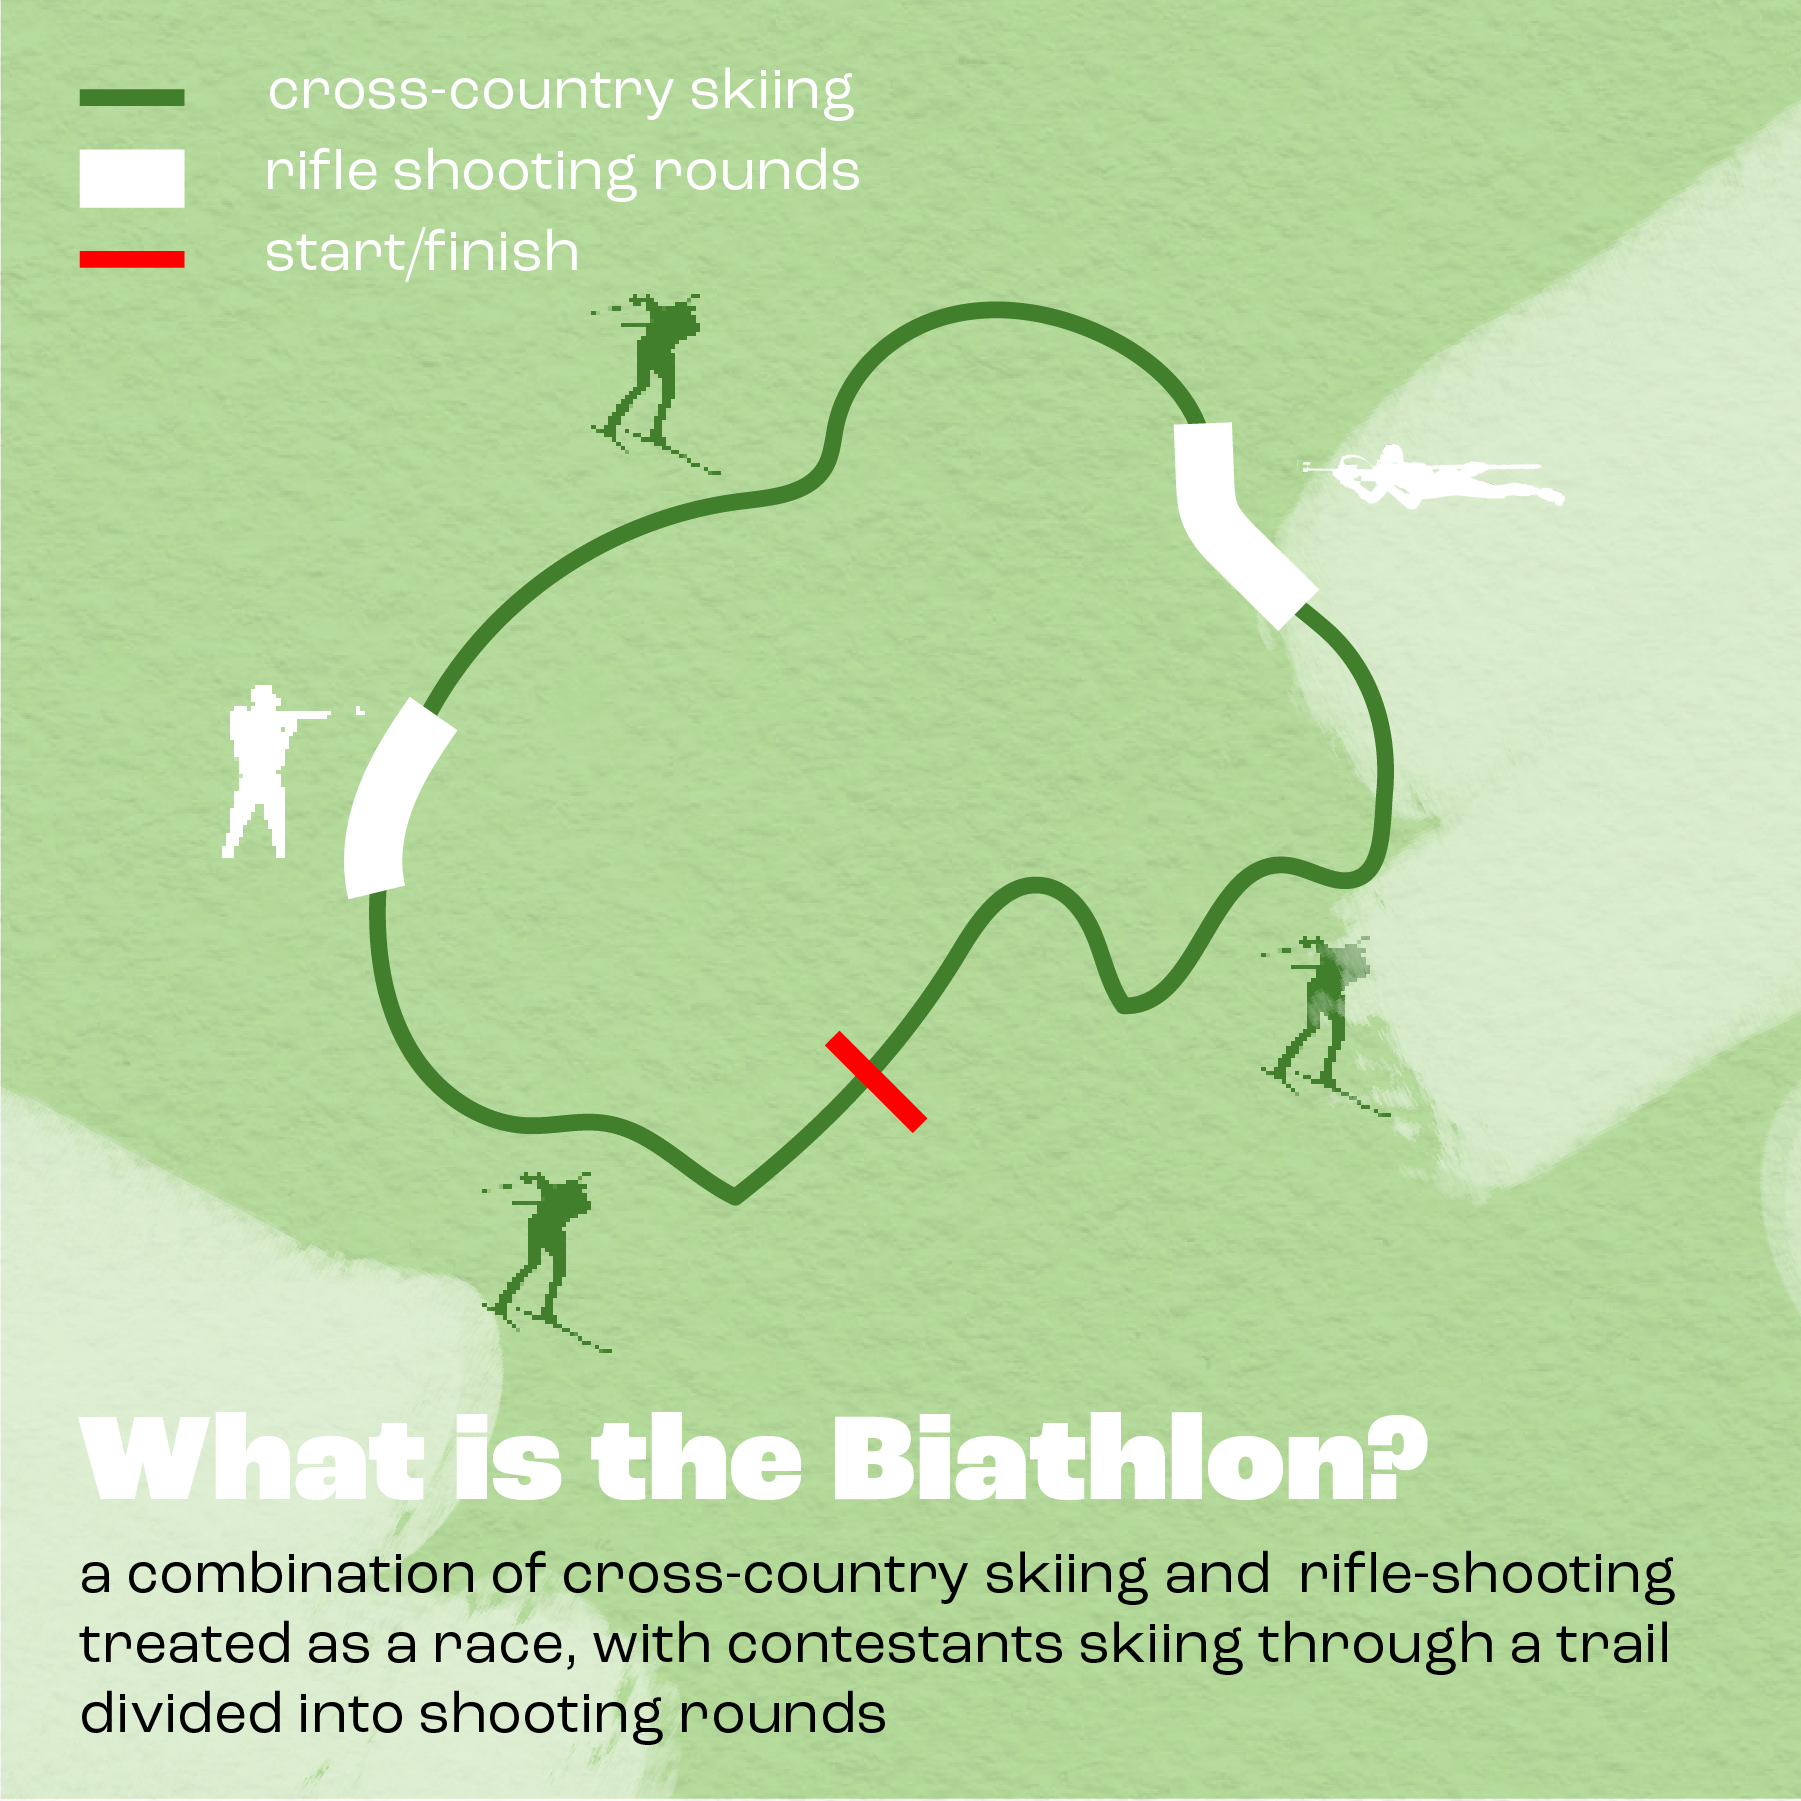 cross-country skiing
rifle shooting rounds
start/finish
What is the Biathlon?
a combination of cross-country skiing and  rifle-shooting
treated as a race, with contestants skiing through a trail
divided into shooting rounds